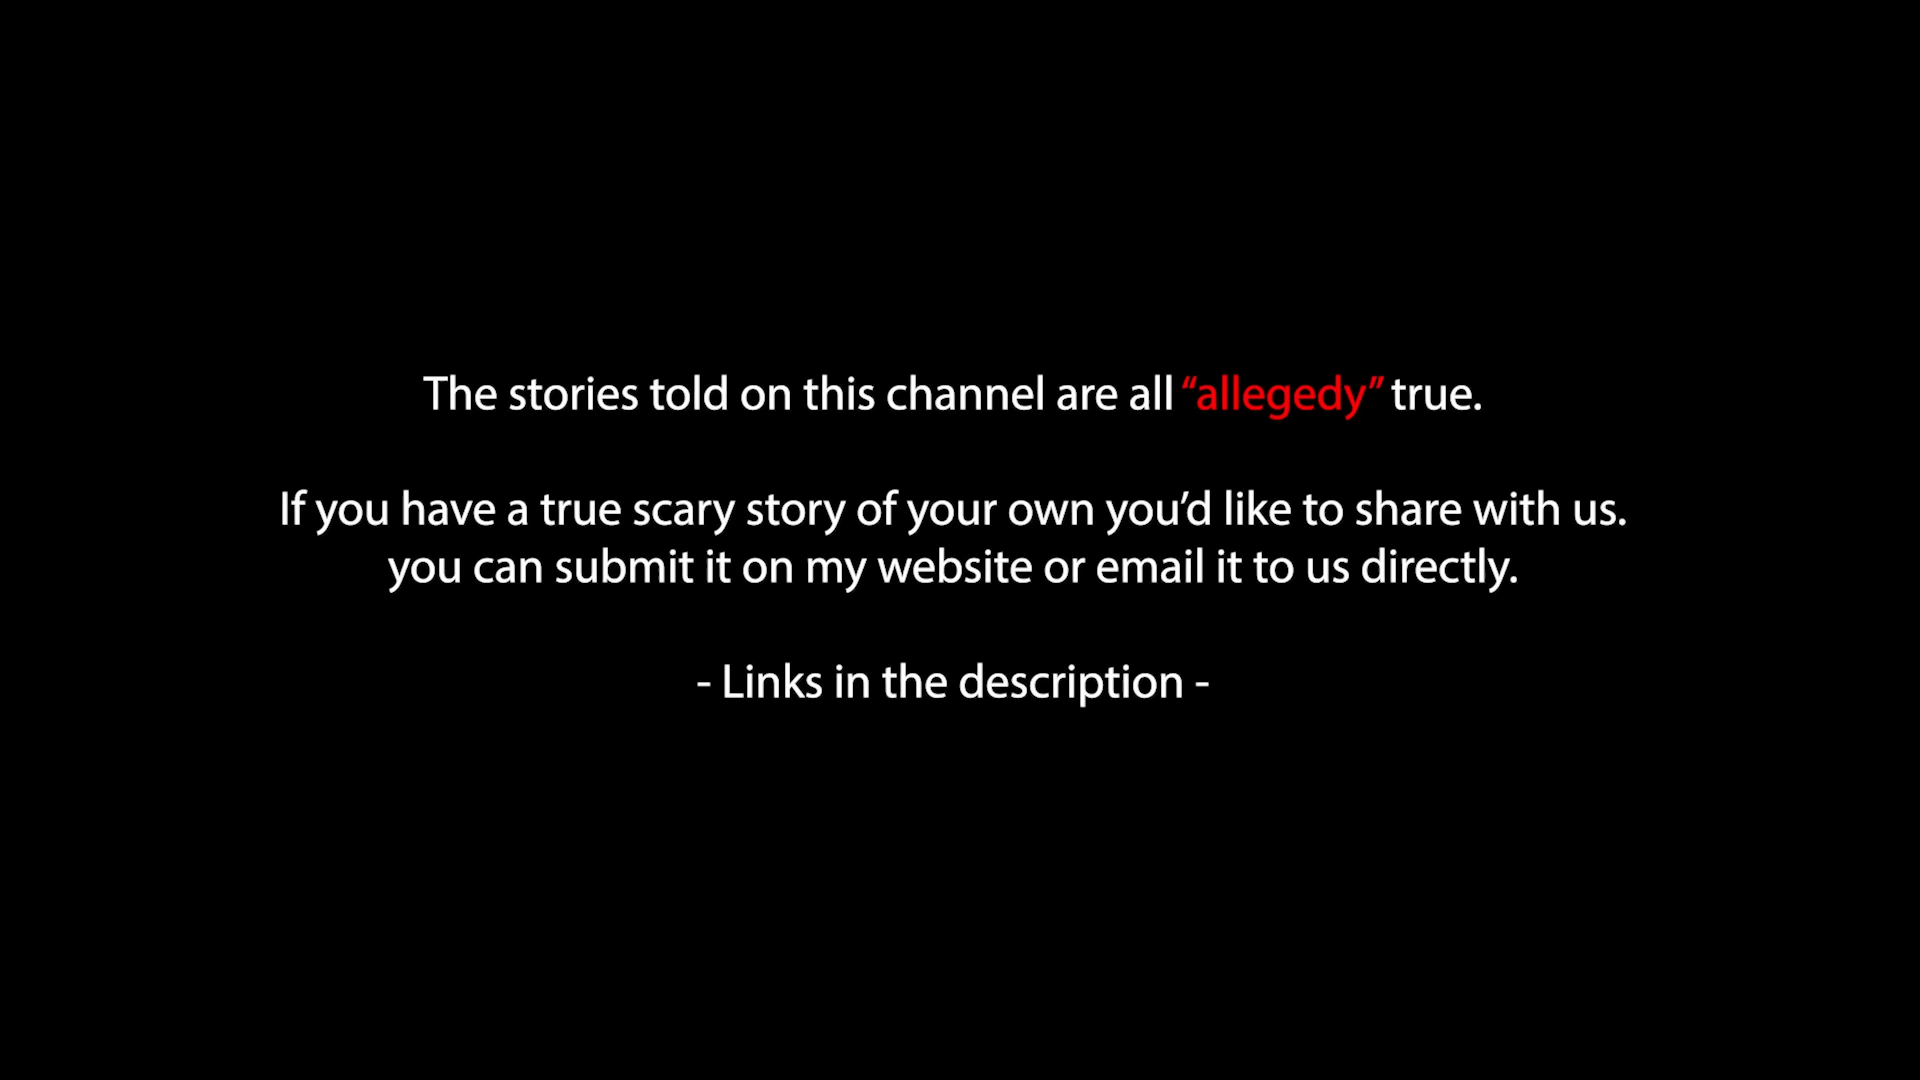 The stories told on this channel are all “allegedy” true.
If you have a true scary story of your own you’d like to share with us.
you can submit it on my website or email it to us directly.
- Links in the description -